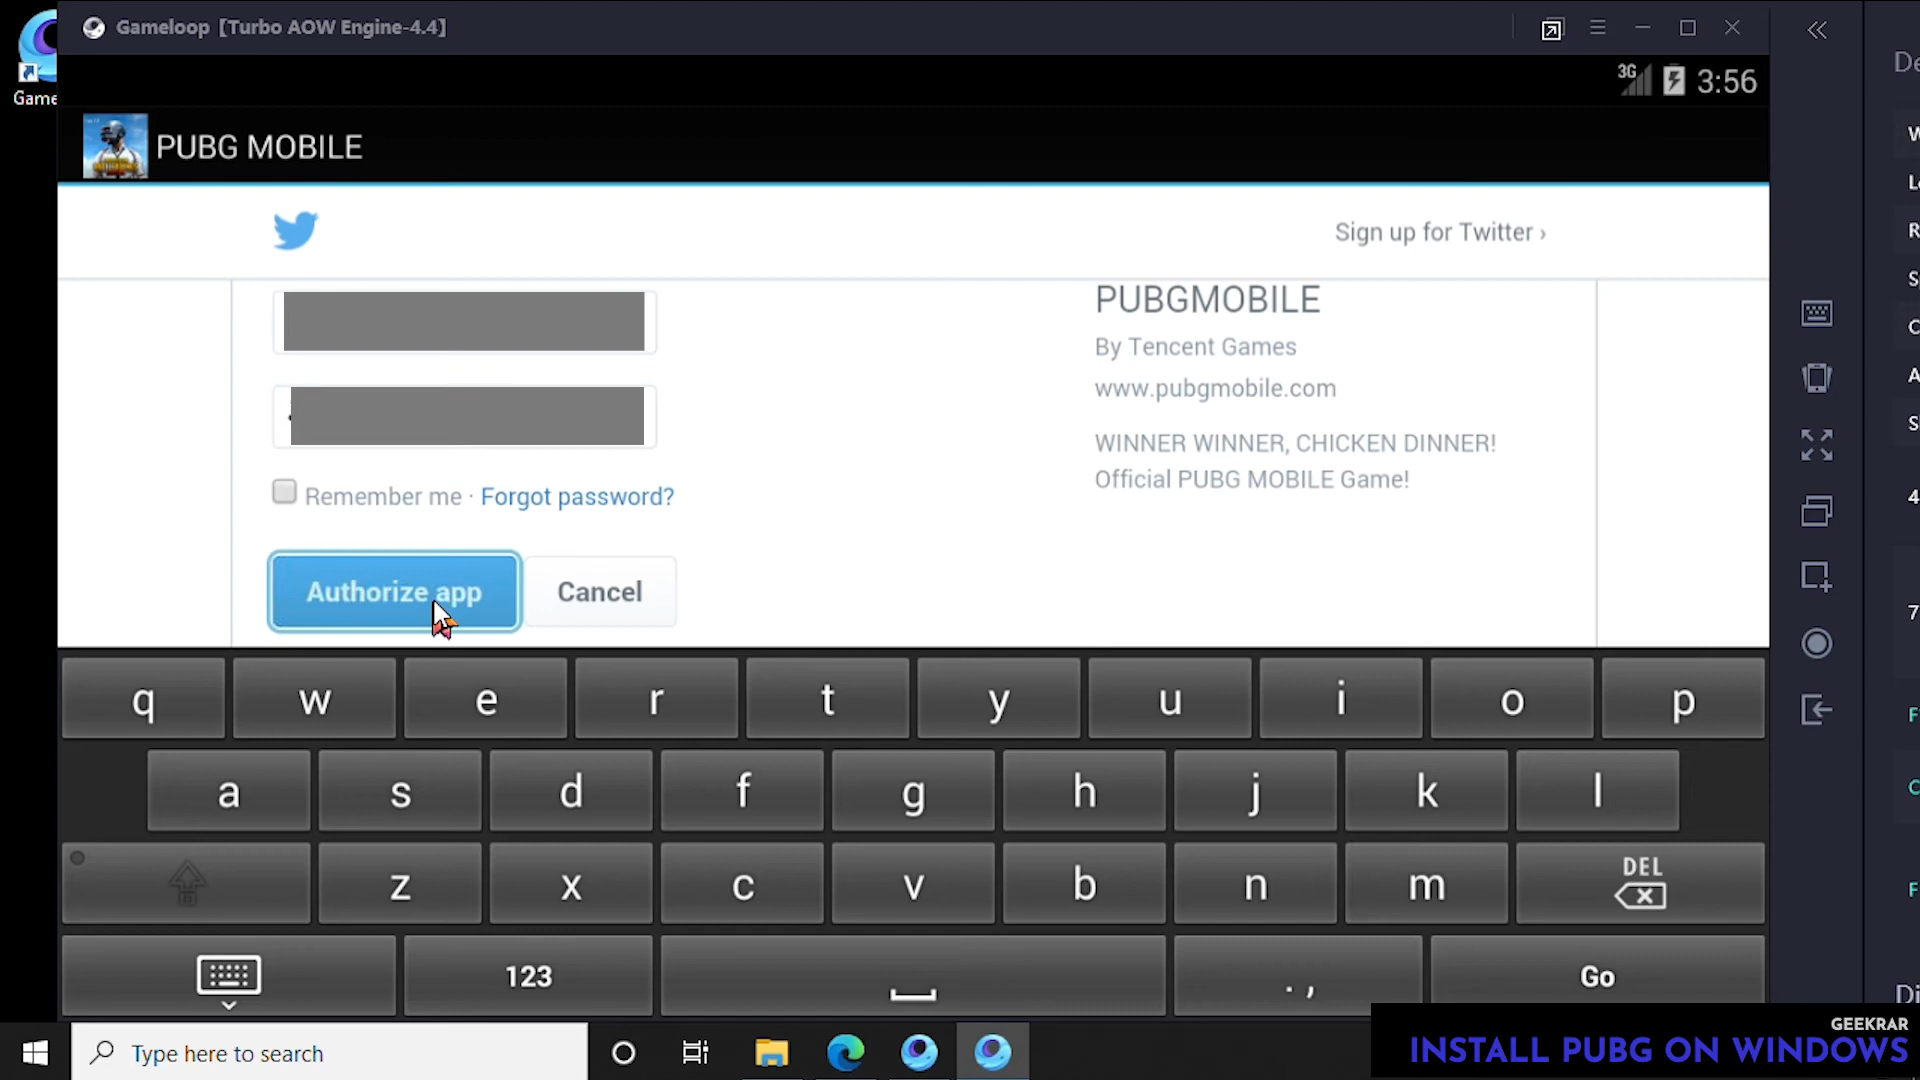 Gameloop [Turbo AOW Engine-4.4]
Game
3G 3:56
PUBG MOBILE
Sign up for Twitter ›
PUBGMOBILE
By Tencent Games
www.pubgmobile.com
WINNER WINNER, CHICKEN DINNER!
Official PUBG MOBILE Game!
Remember me · Forgot password?
Authorize app
Cancel
q w e r t y u i o p
a s d f g h j k l
z x c v b n m DEL
123 . , Go
Type here to search
GEEKRAR
INSTALL PUBG ON WINDOWS